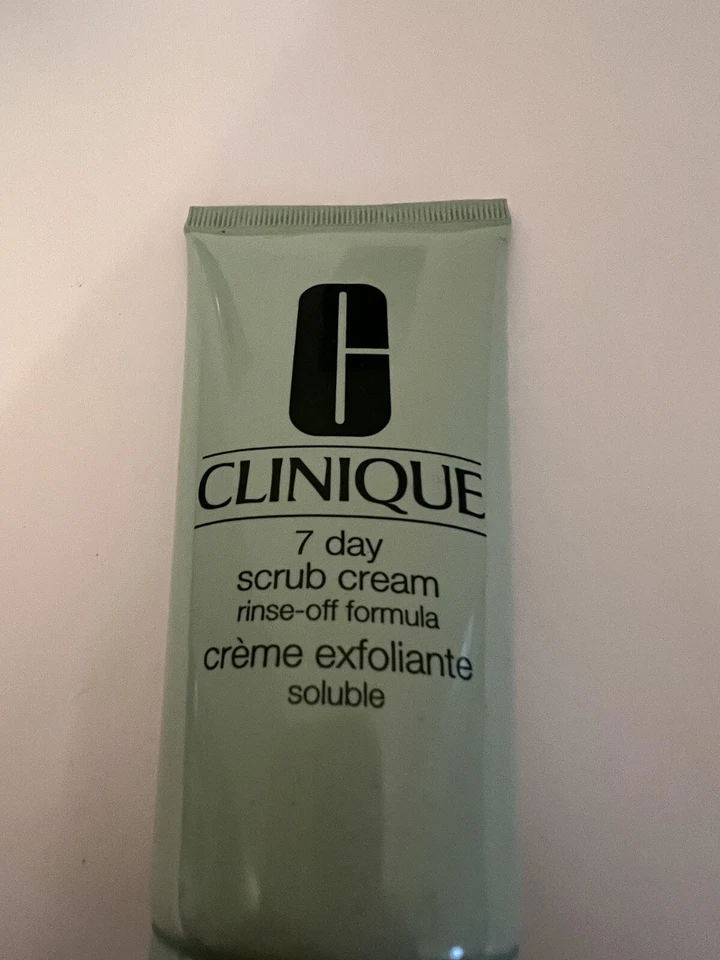 CLINIQUE
7 day
scrub cream
rinse-off formula
crème exfoliante
soluble